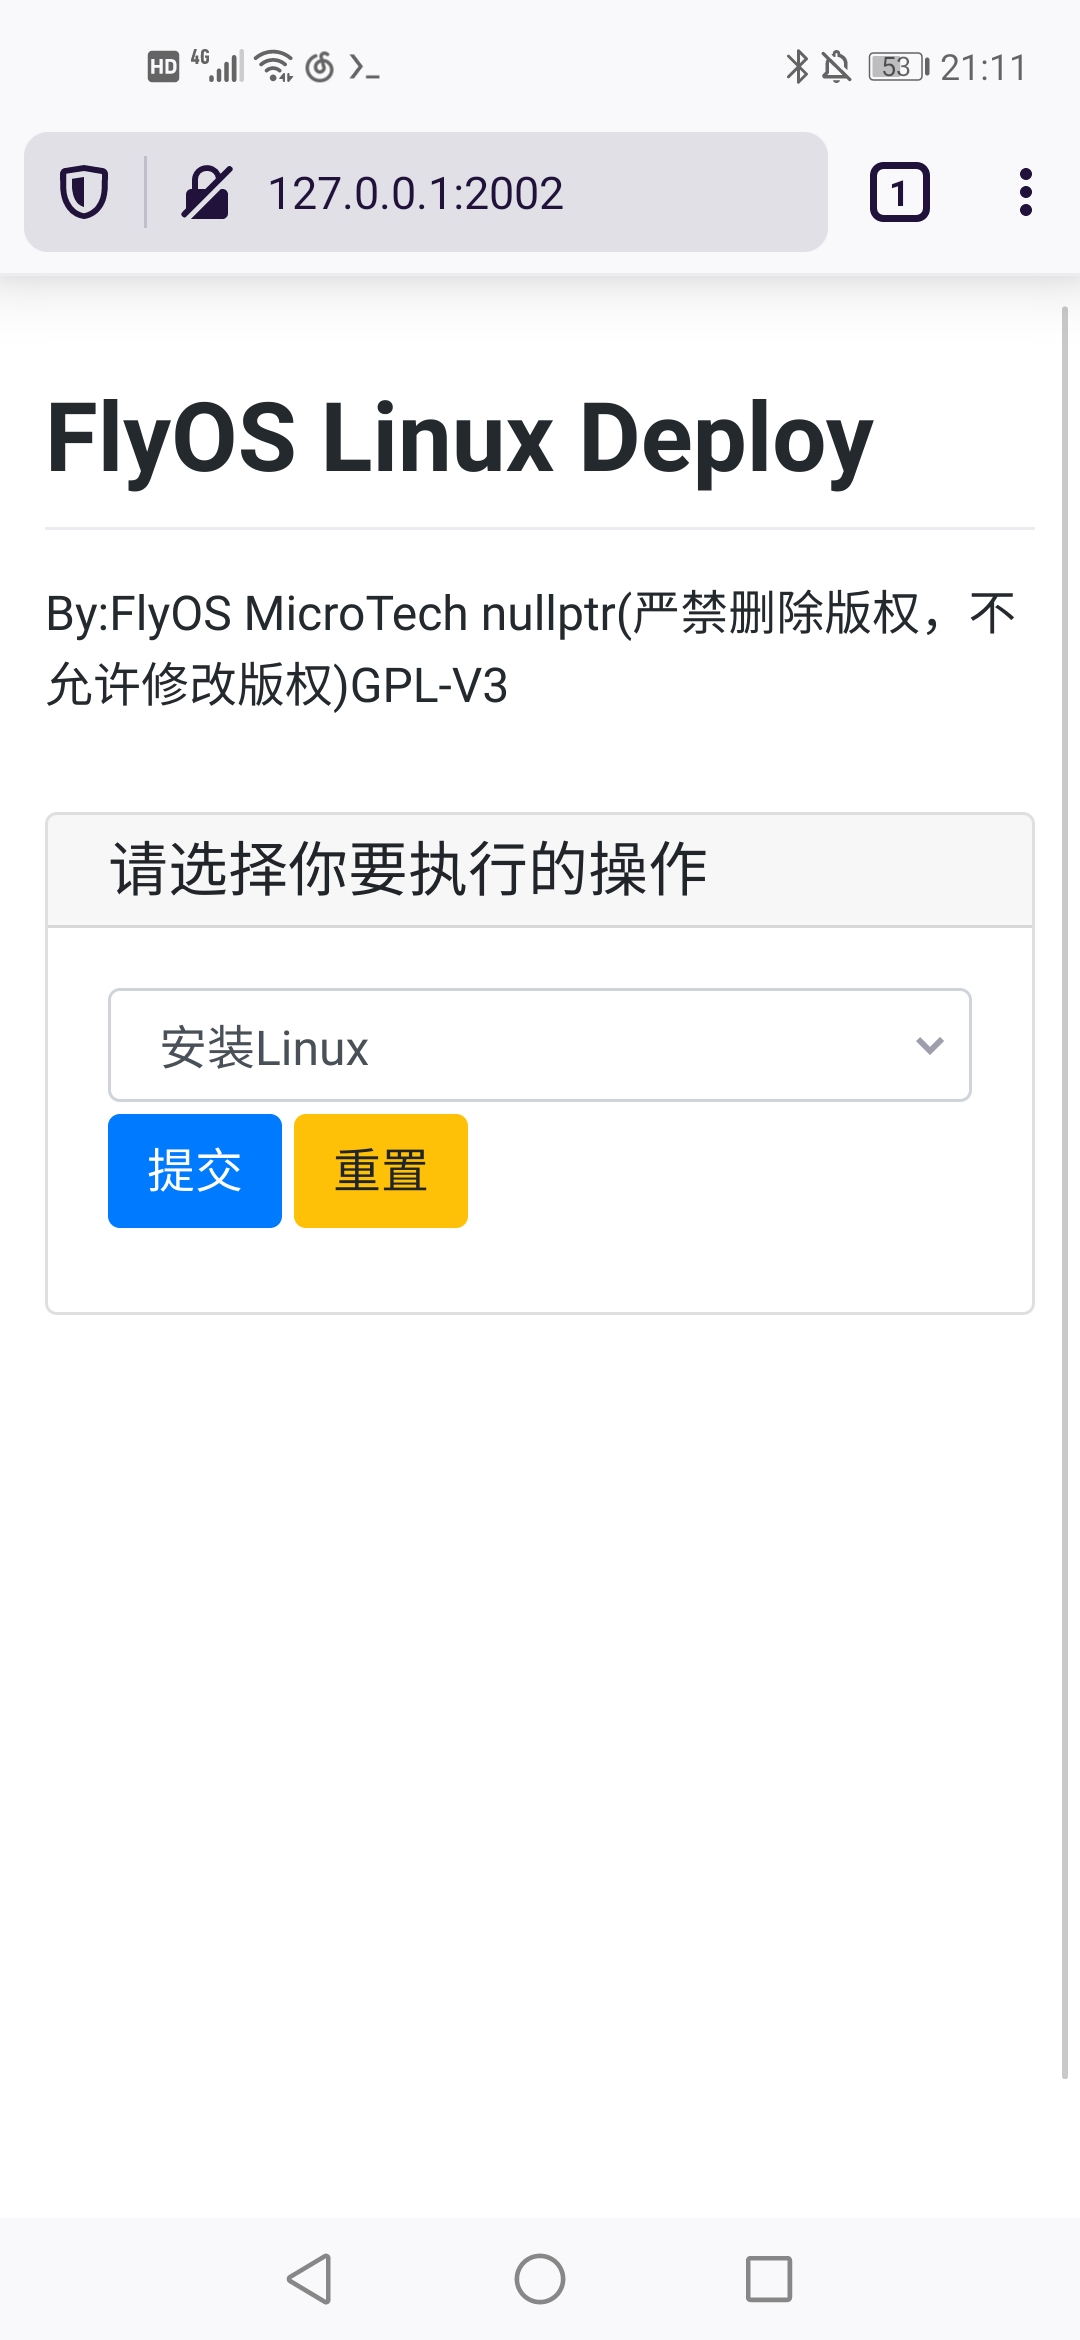 HD 4G 53 21:11
127.0.0.1:2002 1
FlyOS Linux Deploy
By:FlyOS MicroTech nullptr(严禁删除版权，不
允许修改版权)GPL-V3
请选择你要执行的操作
安装Linux
提交 重置